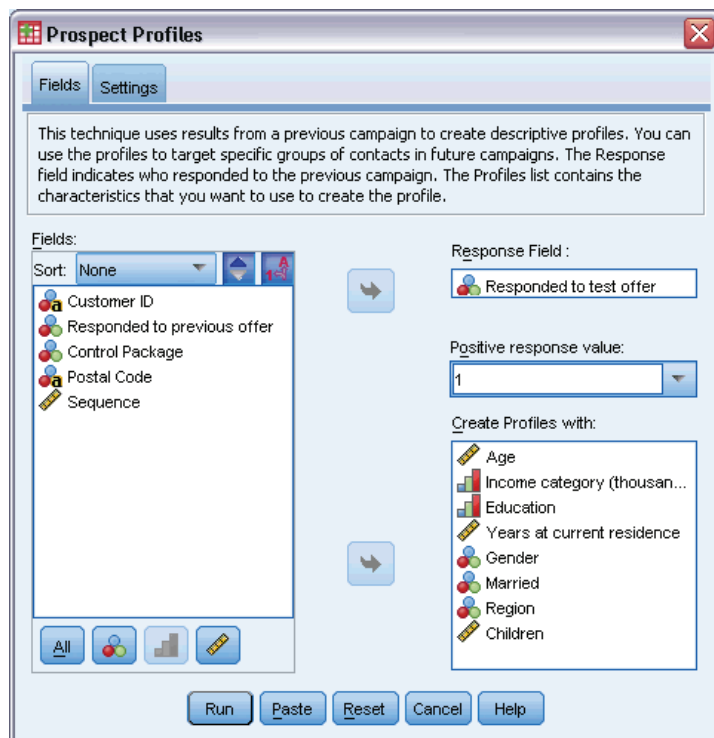 Prospect Profiles
Fields Settings
This technique uses results from a previous campaign to create descriptive profiles. You can
use the profiles to target specific groups of contacts in future campaigns. The Response
field indicates who responded to the previous campaign. The Profiles list contains the
characteristics that you want to use to create the profile.
Fields:
Sort: None
Customer ID
Responded to previous offer
Control Package
Postal Code
Sequence
All
Response Field :
Responded to test offer
Positive response value:
1
Create Profiles with:
Age
Income category (thousan...
Education
Years at current residence
Gender
Married
Region
Children
Run Paste Reset Cancel Help